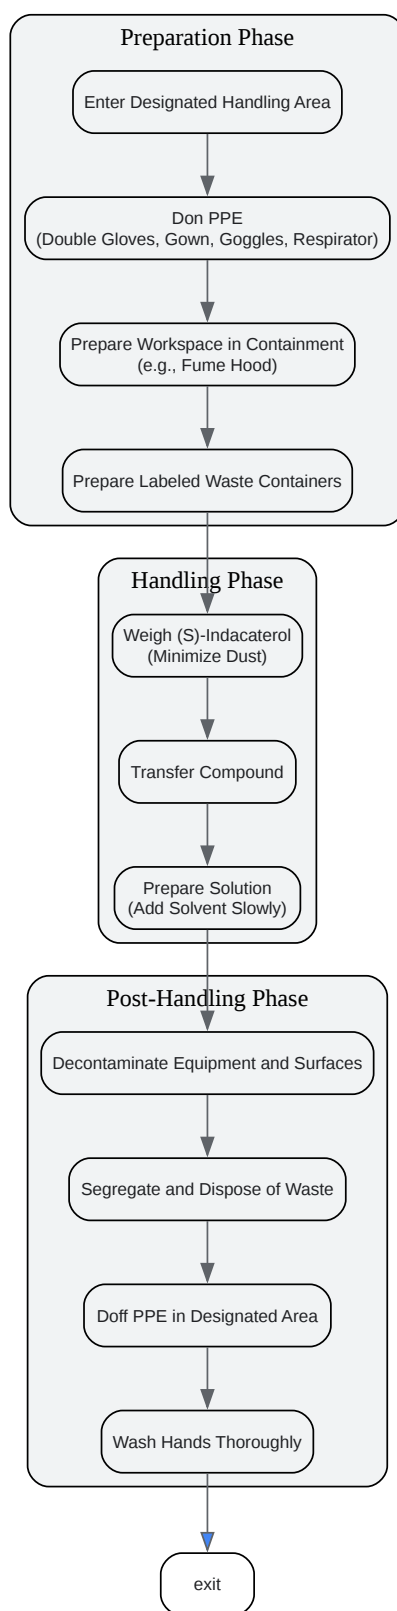 Preparation Phase
Enter Designated Handling Area
Don PPE
(Double Gloves, Gown, Goggles, Respirator)
Prepare Workspace in Containment
(e.g., Fume Hood)
Prepare Labeled Waste Containers
Handling Phase
Weigh (S)-Indacaterol
(Minimize Dust)
Transfer Compound
Prepare Solution
(Add Solvent Slowly)
Post-Handling Phase
Decontaminate Equipment and Surfaces
Segregate and Dispose of Waste
Doff PPE in Designated Area
Wash Hands Thoroughly
exit